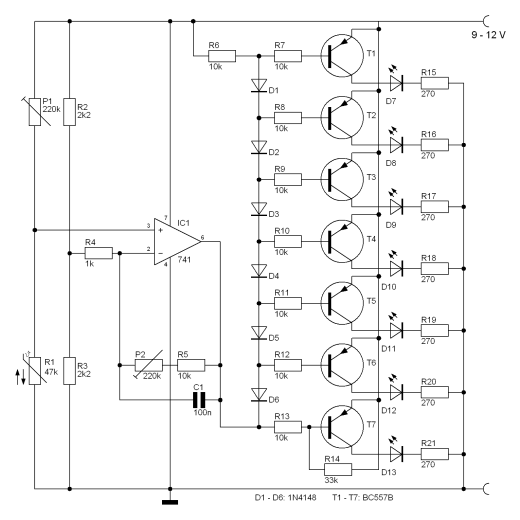 9 - 12 V
R6
10k
R7
10k
T1
D1
R15
270
D7
P1
220k
R2
2k2
R8
10k
T2
D2
R16
270
D8
R9
10k
T3
D3
R17
270
D9
7
IC1
3
+
6
2
−
741
4
R4
1k
R10
10k
T4
D4
R18
270
D10
R11
10k
T5
D5
R19
270
D11
P2
220k
R5
10k
R1
47k
R3
2k2
R12
10k
T6
D6
R20
270
D12
C1
100n
R13
10k
T7
R21
270
D13
R14
33k
D1 - D6: 1N4148 T1 - T7: BC557B